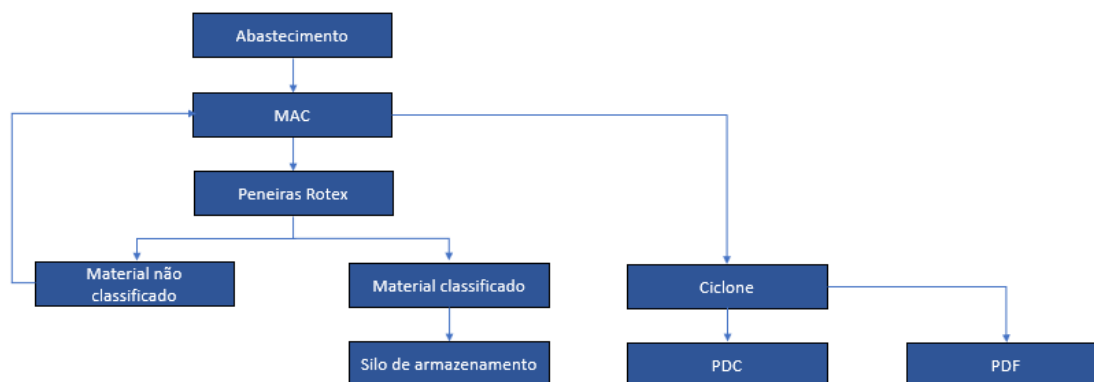 Abastecimento
MAC
Peneiras Rotex
Material não
classificado
Material classificado
Ciclone
Silo de armazenamento
PDC
PDF